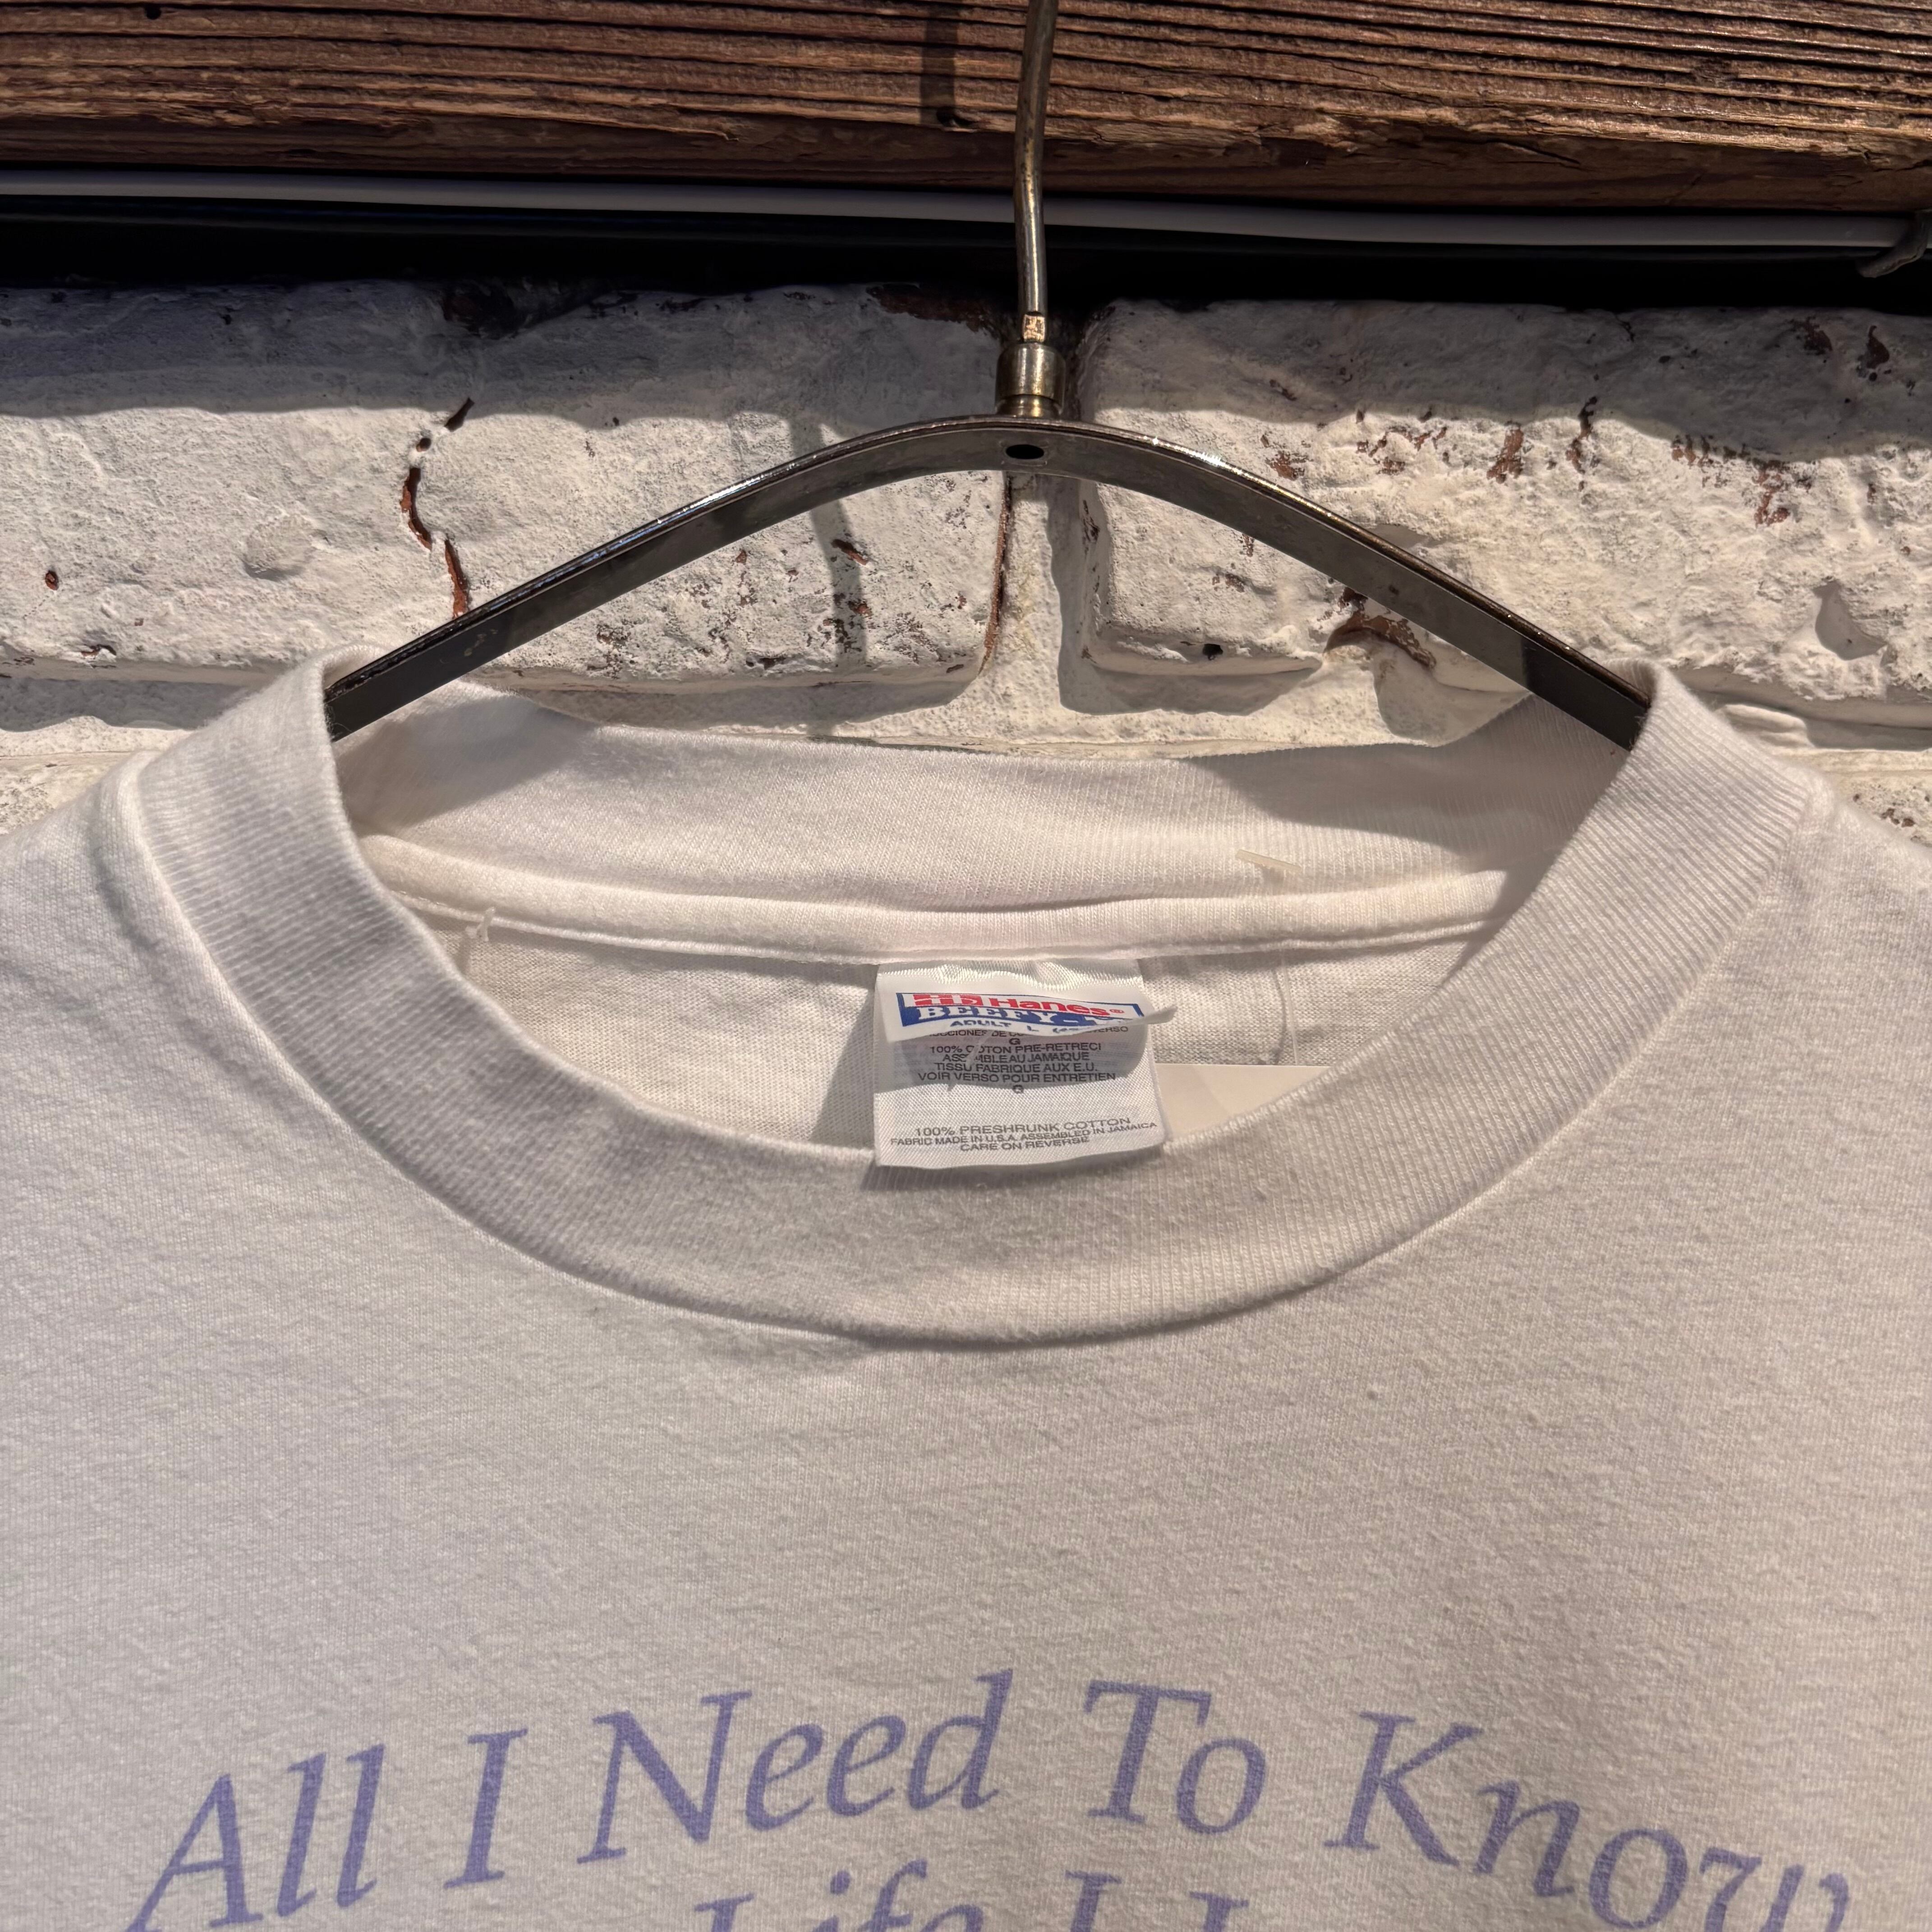 Hanes®
BEEFY-T
ADULT L
G
100% COTON PRE-RETRECI
ASSEMBLE AU JAMAIQUE
TISSU FABRIQUE AUX E.U.
VOIR VERSO POUR ENTRETIEN
G
100% PRESHRUNK COTTON
FABRIC MADE IN U.S.A. ASSEMBLED IN JAMAICA
CARE ON REVERSE
All I Need To Know
Life I